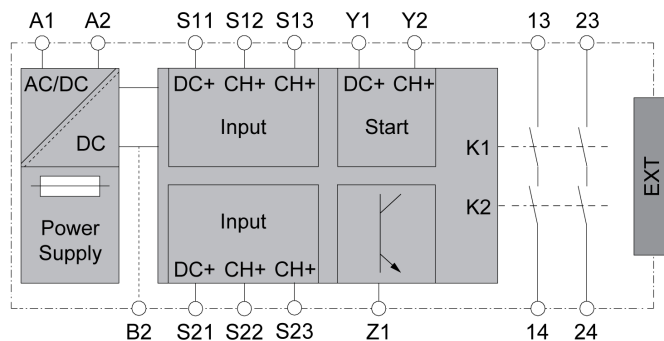 A1 A2 S11 S12 S13 Y1 Y2 13 23
AC/DC DC+ CH+ CH+ DC+ CH+
Input Start
DC K1
EXT
K2
Power
Supply
Input
DC+ CH+ CH+
B2 S21 S22 S23 Z1 14 24